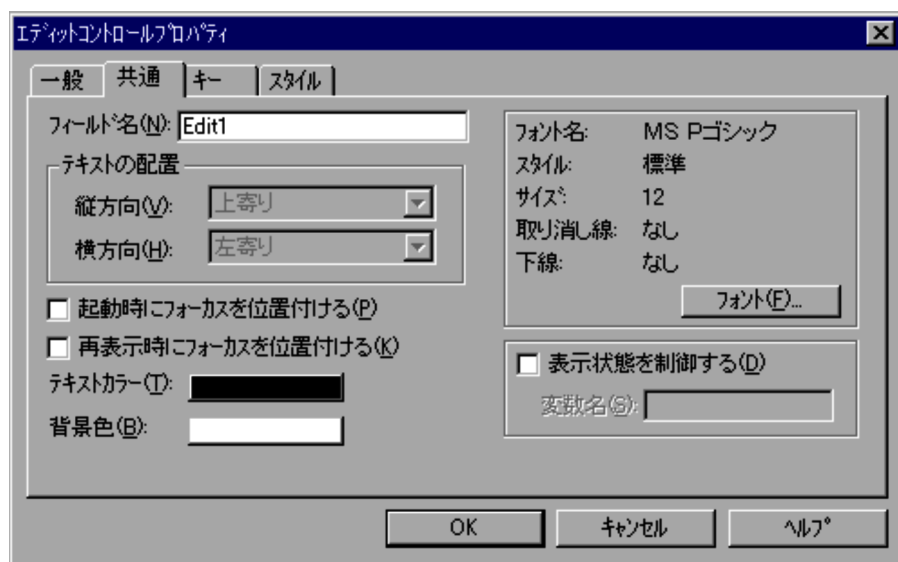 ｴﾃﾞｨｯﾄｺﾝﾄﾛｰﾙﾌﾟﾛﾊﾟﾃｨ
一般 共通 ｷｰ ｽﾀｲﾙ
ﾌｨｰﾙﾄﾞ名(N): Edit1
ﾃｷｽﾄの配置
縦方向(V): 上寄り
横方向(H): 左寄り
起動時にﾌｫｰｶｽを位置付ける(P)
再表示時にﾌｫｰｶｽを位置付ける(K)
ﾃｷｽﾄｶﾗｰ(T):
背景色(B):
ﾌｫﾝﾄ名: MS Pゴシック
ｽﾀｲﾙ: 標準
ｻｲｽﾞ: 12
取り消し線: なし
下線: なし
ﾌｫﾝﾄ(F)...
表示状態を制御する(D)
変数名(S):
OK ｷｬﾝｾﾙ ﾍﾙﾌﾟ